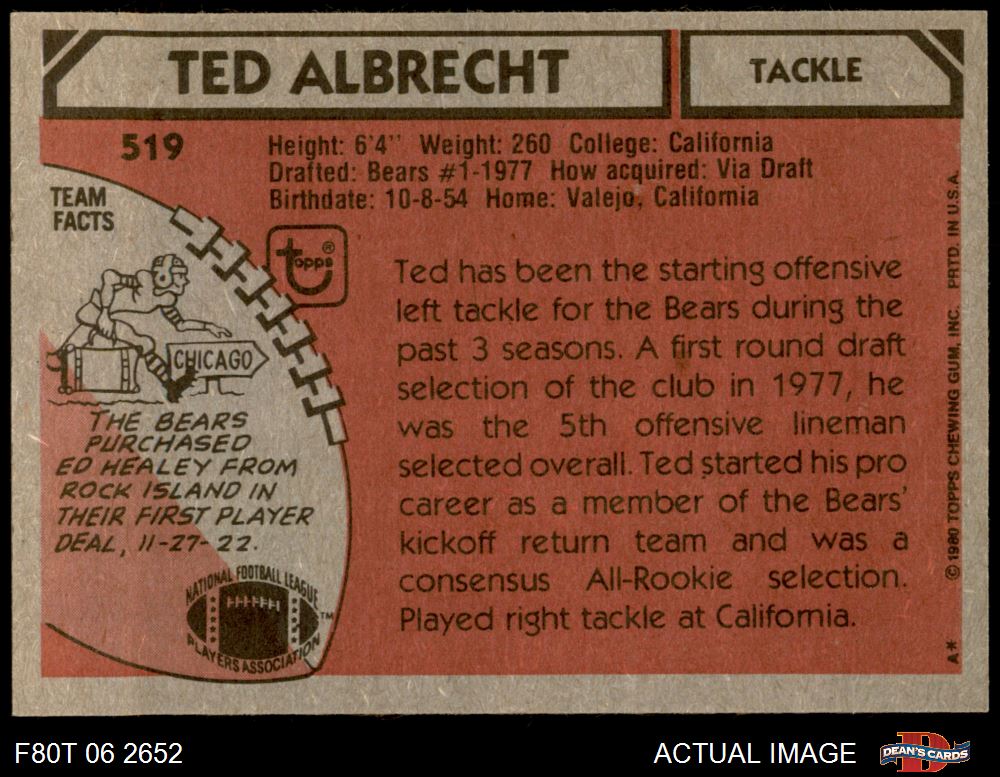 TED ALBRECHT
TACKLE
519
Height: 6'4" Weight: 260 College: California
Drafted: Bears #1-1977 How acquired: Via Draft
Birthdate: 10-8-54 Home: Valejo, California
TEAM
FACTS
topps®
CHICAGO
THE BEARS
PURCHASED
ED HEALEY FROM
ROCK ISLAND IN
THEIR FIRST PLAYER
DEAL, 11-27-22.
NATIONAL FOOTBALL LEAGUE
PLAYERS ASSOCIATION
TM
Ted has been the starting offensive
left tackle for the Bears during the
past 3 seasons. A first round draft
selection of the club in 1977, he
was the 5th offensive lineman
selected overall. Ted started his pro
career as a member of the Bears'
kickoff return team and was a
consensus All-Rookie selection.
Played right tackle at California.
A* © 1980 TOPPS CHEWING GUM, INC. PRTD. IN U.S.A.
F80T 06 2652
ACTUAL IMAGE
DEAN'S CARDS